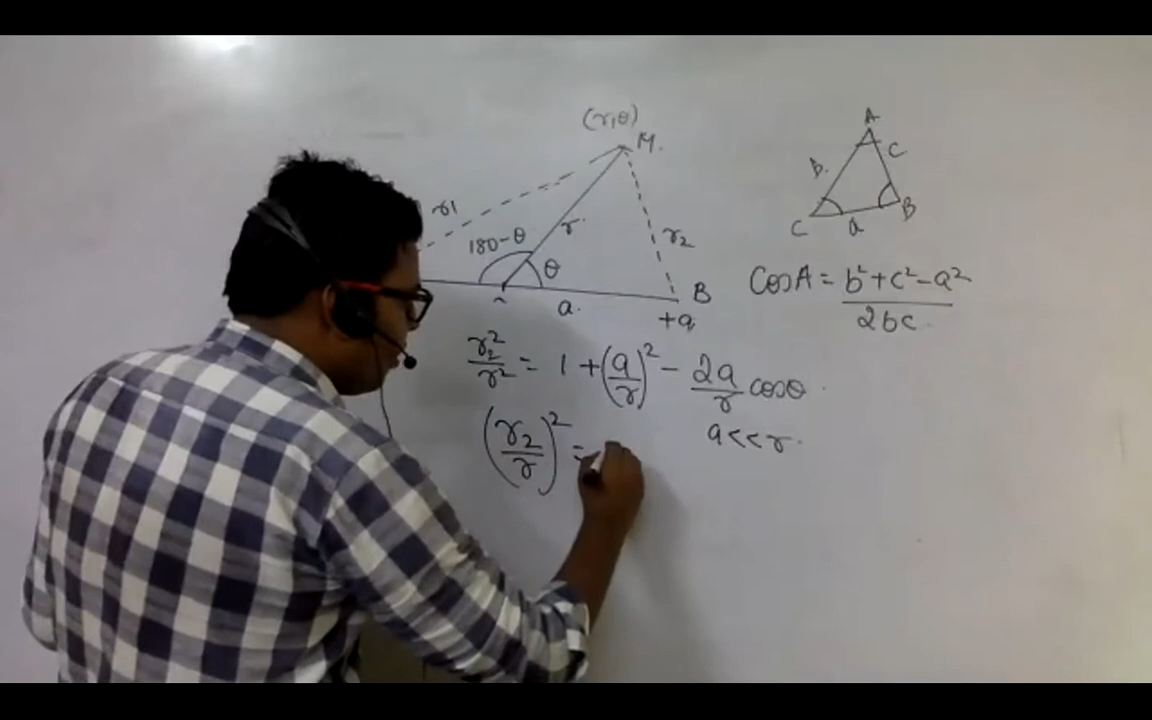 (r,θ)
M.
r1
r
r2
180-θ
θ
a.
B
+q
A
b.
c
C
a
B
CosA = b²+c²-a² / 2bc.
r2²/r² = 1 + (a/r)² - 2a/r cosθ
a<<r.
(r2/r)² =